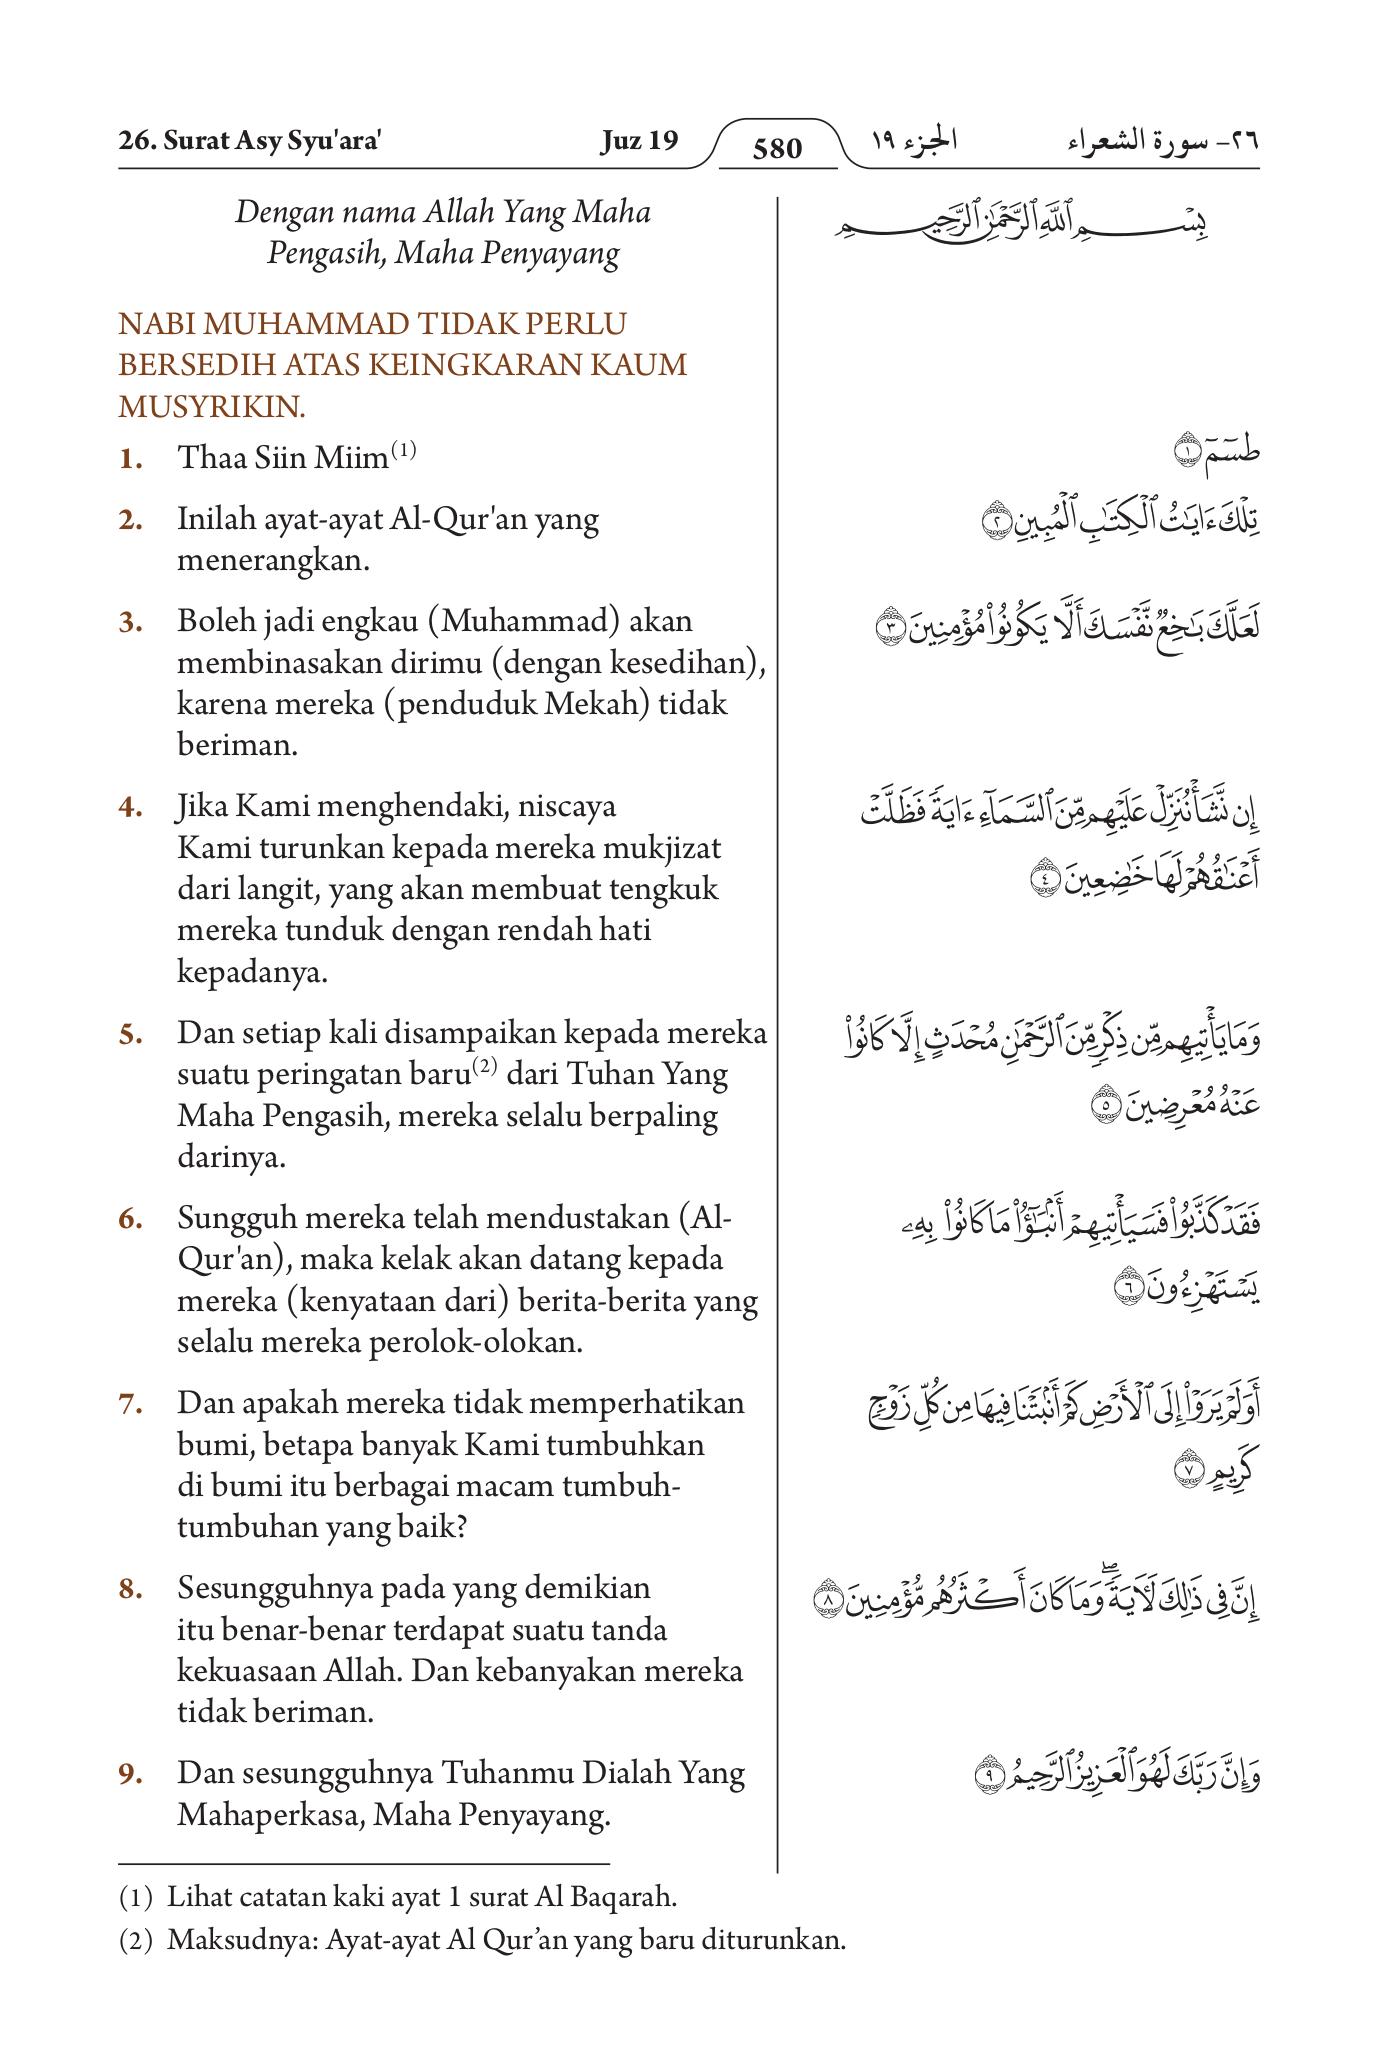 26. Surat Asy Syu'ara' Juz 19 580 الجزء ١٩ ٢٦- سورة الشعراء
Dengan nama Allah Yang Maha
Pengasih, Maha Penyayang
NABI MUHAMMAD TIDAK PERLU
BERSEDIH ATAS KEINGKARAN KAUM
MUSYRIKIN.
1. Thaa Siin Miim(1)
2. Inilah ayat-ayat Al-Qur'an yang
menerangkan.
3. Boleh jadi engkau (Muhammad) akan
membinasakan dirimu (dengan kesedihan),
karena mereka (penduduk Mekah) tidak
beriman.
4. Jika Kami menghendaki, niscaya
Kami turunkan kepada mereka mukjizat
dari langit, yang akan membuat tengkuk
mereka tunduk dengan rendah hati
kepadanya.
5. Dan setiap kali disampaikan kepada mereka
suatu peringatan baru(2) dari Tuhan Yang
Maha Pengasih, mereka selalu berpaling
darinya.
6. Sungguh mereka telah mendustakan (Al-
Qur'an), maka kelak akan datang kepada
mereka (kenyataan dari) berita-berita yang
selalu mereka perolok-olokan.
7. Dan apakah mereka tidak memperhatikan
bumi, betapa banyak Kami tumbuhkan
di bumi itu berbagai macam tumbuh-
tumbuhan yang baik?
8. Sesungguhnya pada yang demikian
itu benar-benar terdapat suatu tanda
kekuasaan Allah. Dan kebanyakan mereka
tidak beriman.
9. Dan sesungguhnya Tuhanmu Dialah Yang
Mahaperkasa, Maha Penyayang.
بِسْمِ ٱللَّهِ ٱلرَّحْمَٰنِ ٱلرَّحِيمِ
طسٓمٓ ١
تِلْكَ ءَايَٰتُ ٱلْكِتَٰبِ ٱلْمُبِينِ ٢
لَعَلَّكَ بَٰخِعٌ نَّفْسَكَ أَلَّا يَكُونُوا۟ مُؤْمِنِينَ ٣
إِن نَّشَأْ نُنَزِّلْ عَلَيْهِم مِّنَ ٱلسَّمَآءِ ءَايَةً فَظَلَّتْ
أَعْنَٰقُهُمْ لَهَا خَٰضِعِينَ ٤
وَمَا يَأْتِيهِم مِّن ذِكْرٍ مِّنَ ٱلرَّحْمَٰنِ مُحْدَثٍ إِلَّا كَانُوا۟
عَنْهُ مُعْرِضِينَ ٥
فَقَدْ كَذَّبُوا۟ فَسَيَأْتِيهِمْ أَنۢبَٰٓؤُا۟ مَا كَانُوا۟ بِهِۦ
يَسْتَهْزِءُونَ ٦
أَوَلَمْ يَرَوْا۟ إِلَى ٱلْأَرْضِ كَمْ أَنۢبَتْنَا فِيهَا مِن كُلِّ زَوْجٍ
كَرِيمٍ ٧
إِنَّ فِى ذَٰلِكَ لَءَايَةً ۖ وَمَا كَانَ أَكْثَرُهُم مُّؤْمِنِينَ ٨
وَإِنَّ رَبَّكَ لَهُوَ ٱلْعَزِيزُ ٱلرَّحِيمُ ٩
(1) Lihat catatan kaki ayat 1 surat Al Baqarah.
(2) Maksudnya: Ayat-ayat Al Qur’an yang baru diturunkan.